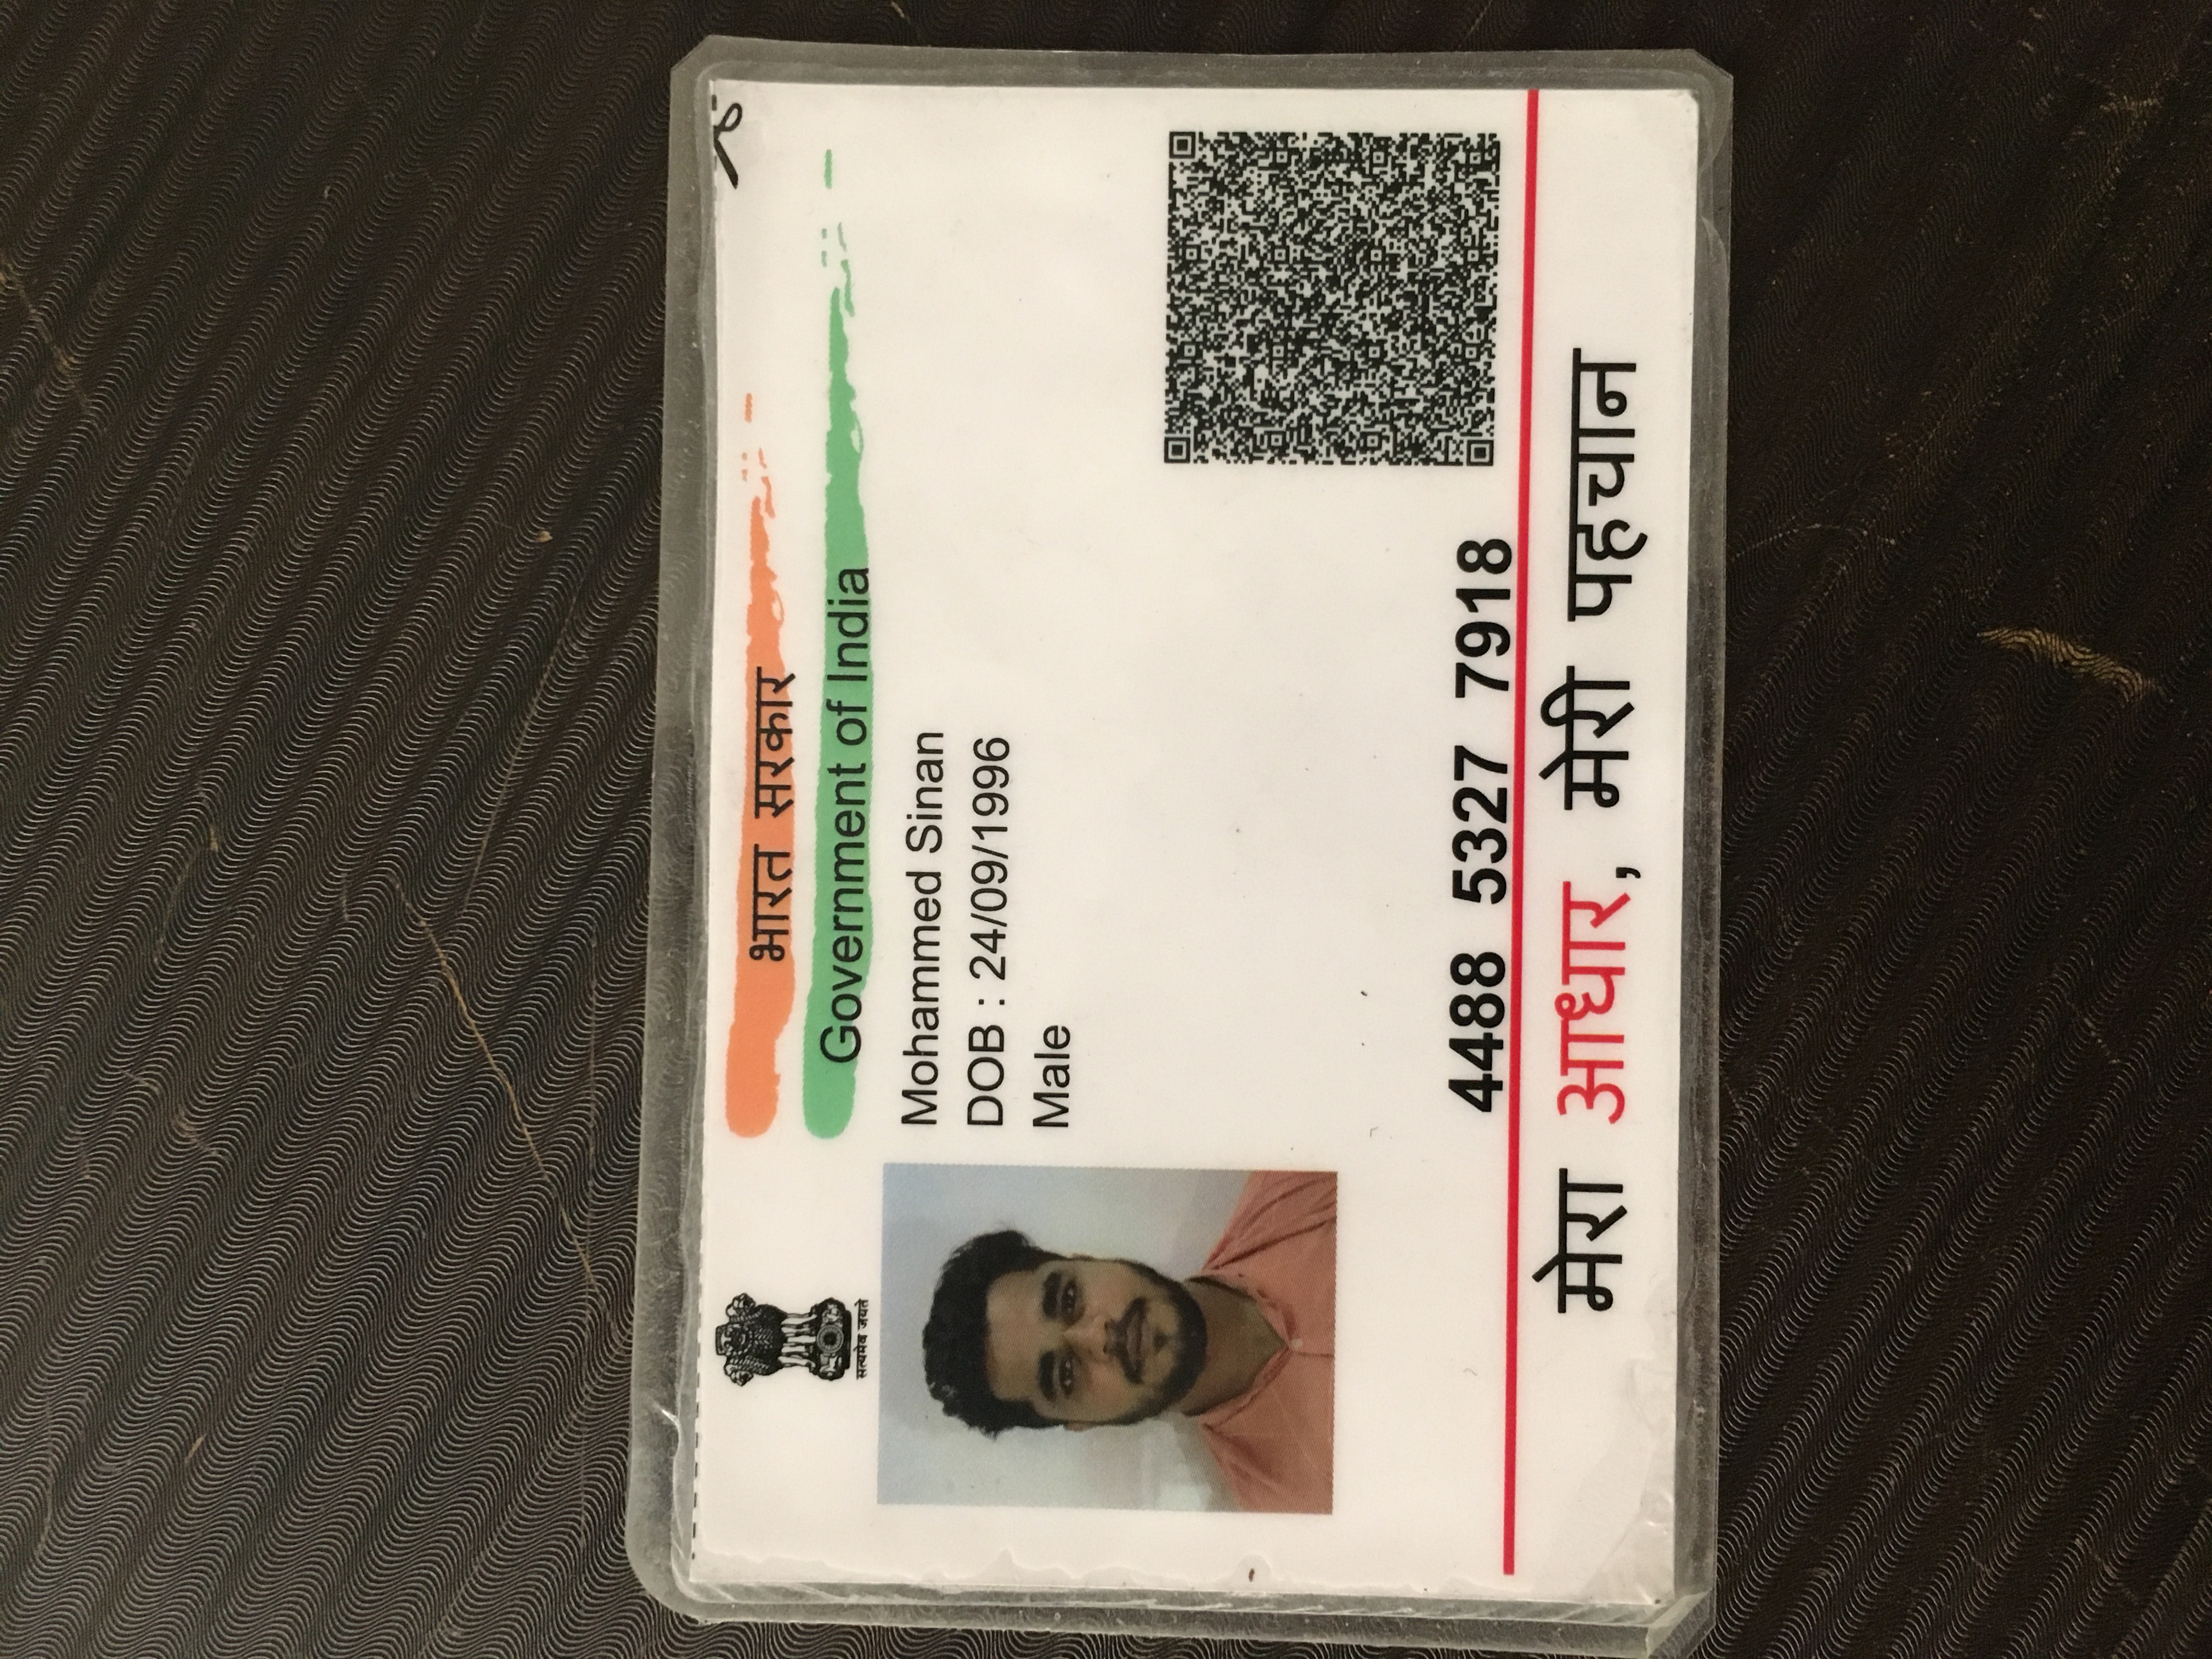 सत्यमेव जयते
भारत सरकार
Government of India
Mohammed Sinan
DOB : 24/09/1996
Male
4488 5327 7918
मेरा आधार, मेरी पहचान